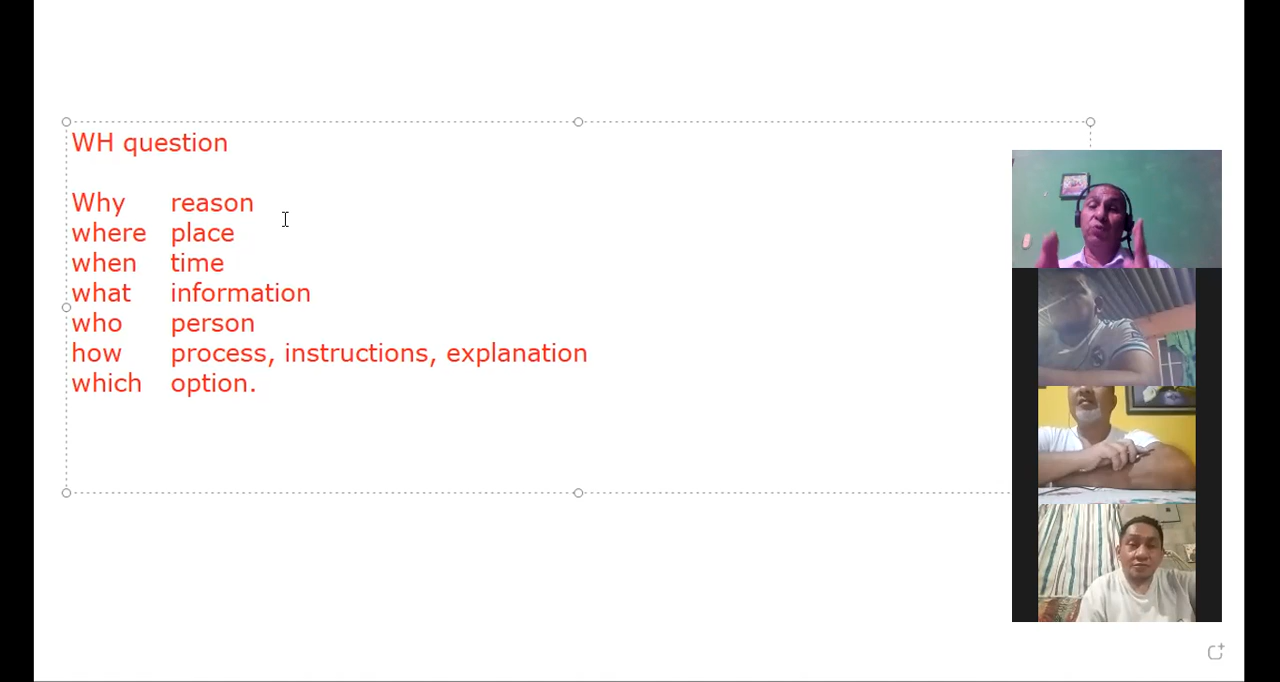 WH question
Why reason
where place
when time
what information
who person
how process, instructions, explanation
which option.